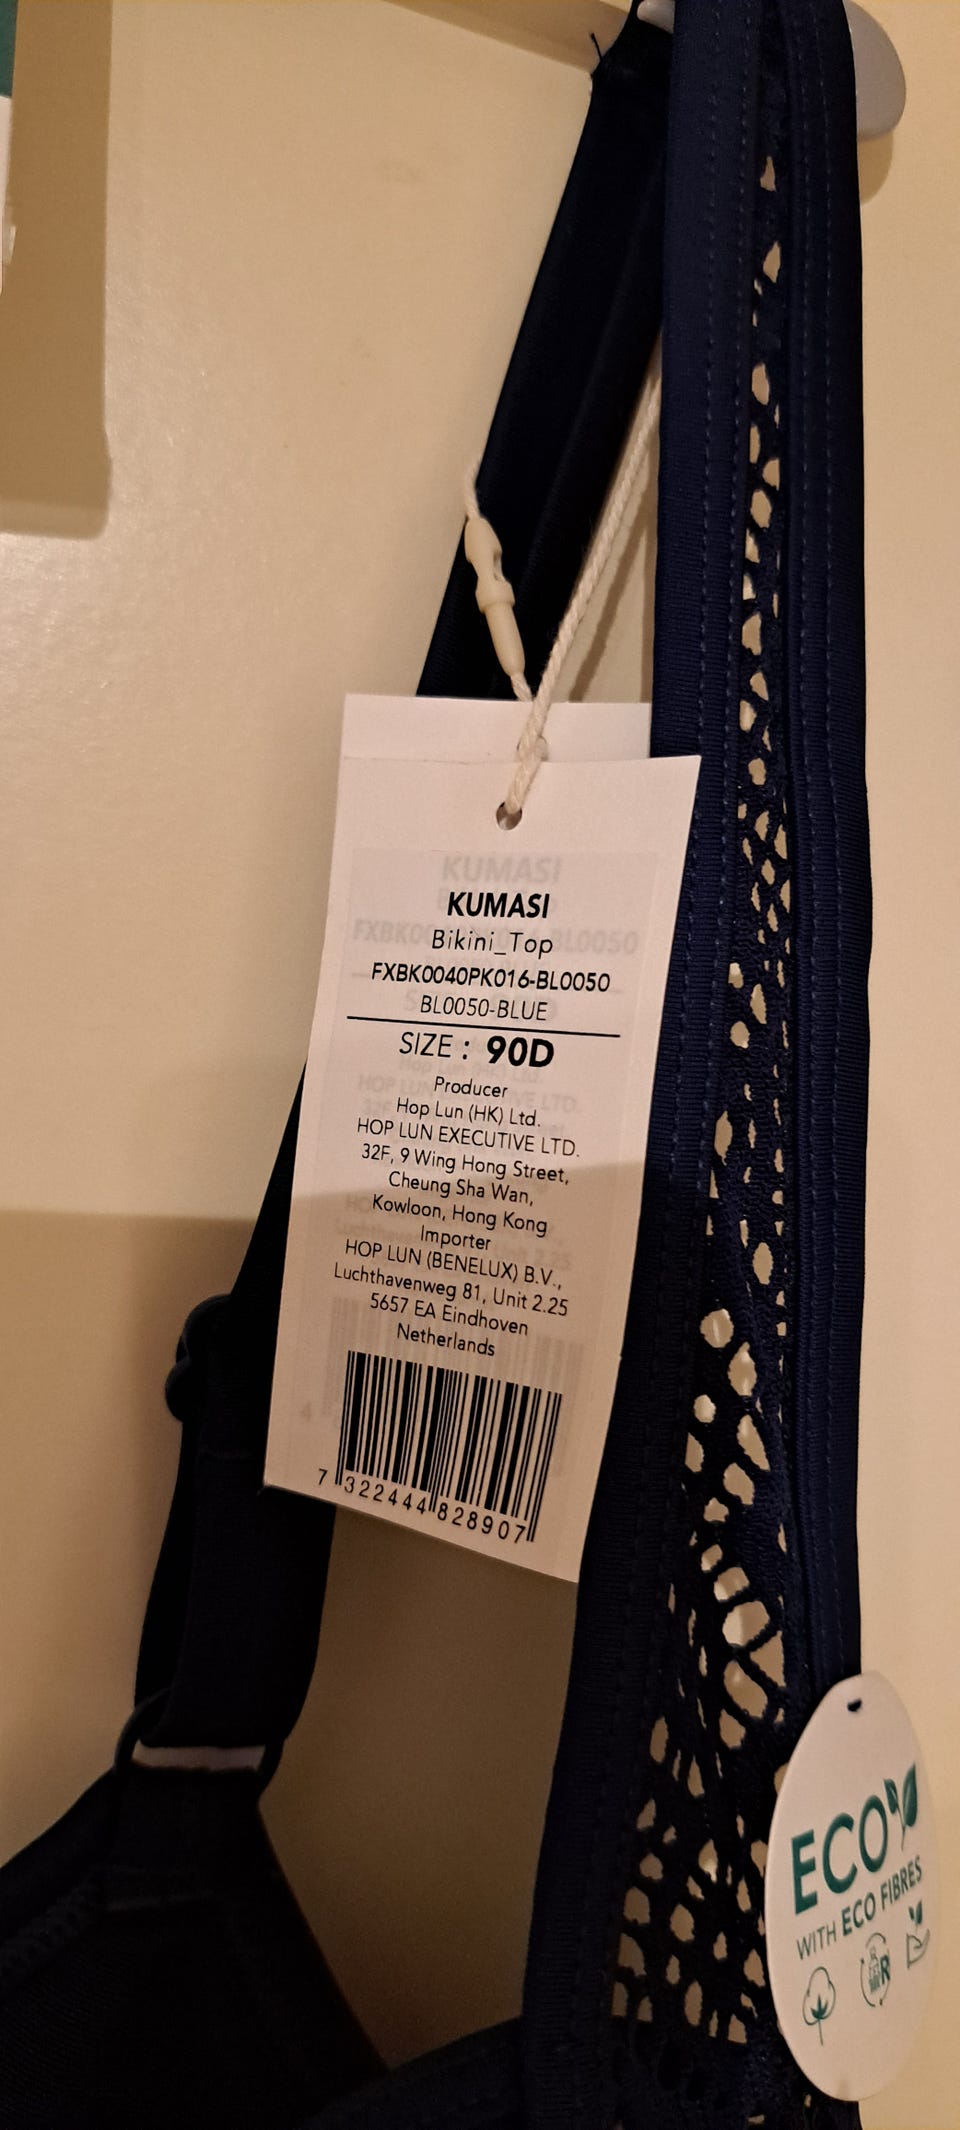 KUMASI
Bikini_Top
FXBK0040PK016-BL0050
BL0050-BLUE
SIZE : 90D
Producer
Hop Lun (HK) Ltd.
HOP LUN EXECUTIVE LTD.
32F, 9 Wing Hong Street,
Cheung Sha Wan,
Kowloon, Hong Kong
Importer
HOP LUN (BENELUX) B.V.,
Luchthavenweg 81, Unit 2.25
5657 EA Eindhoven
Netherlands
7 322444 828907
ECO
WITH ECO FIBRES